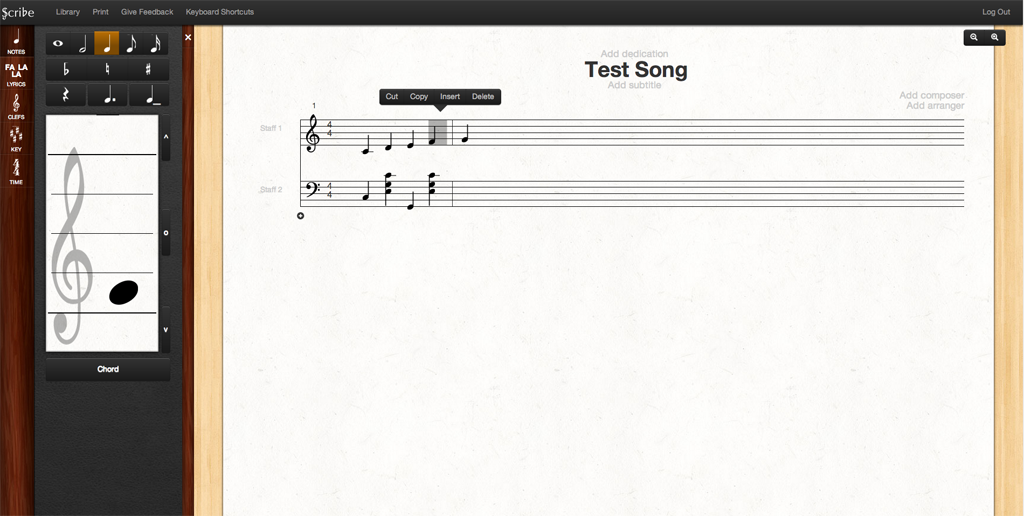 Scribe Library Print Give Feedback Keyboard Shortcuts Log Out
NOTES
FA LA
LA
LYRICS
CLEFS
KEY
TIME
Chord
Add dedication
Test Song
Add subtitle
Add composer
Add arranger
Cut Copy Insert Delete
1
Staff 1
4
4
Staff 2
4
4